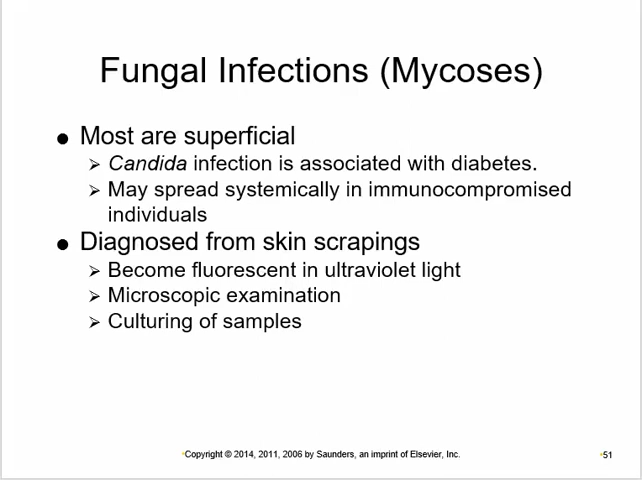 Fungal Infections (Mycoses)
● Most are superficial
➢ Candida infection is associated with diabetes.
➢ May spread systemically in immunocompromised
individuals
● Diagnosed from skin scrapings
➢ Become fluorescent in ultraviolet light
➢ Microscopic examination
➢ Culturing of samples
•Copyright © 2014, 2011, 2006 by Saunders, an imprint of Elsevier, Inc.
•51